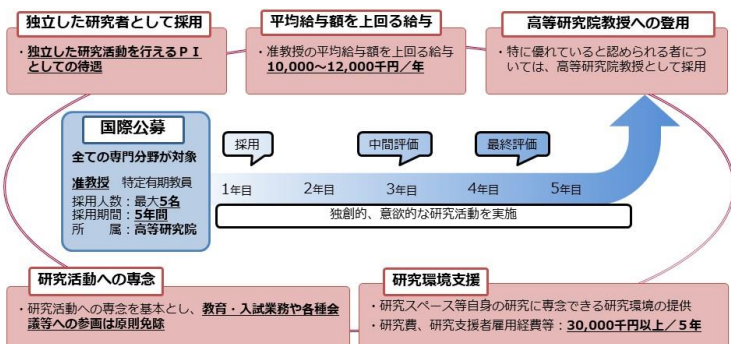 独立した研究者として採用
・独立した研究活動を行えるPI
としての待遇
平均給与額を上回る給与
・准教授の平均給与額を上回る給与
10,000～12,000千円／年
高等研究院教授への登用
・特に優れていると認められる者につ
いては、高等研究院教授として採用
国際公募
全ての専門分野が対象
准教授　特定有期教員
採用人数：最大5名
採用期間：5年間
所　　属：高等研究院
採用
中間評価
最終評価
1年目
2年目
3年目
4年目
5年目
独創的、意欲的な研究活動を実施
研究活動への専念
・研究活動への専念を基本とし、教育・入試業務や各種会
議等への参画は原則免除
研究環境支援
・研究スペース等自身の研究に専念できる研究環境の提供
・研究費、研究支援者雇用経費等：30,000千円以上／5年